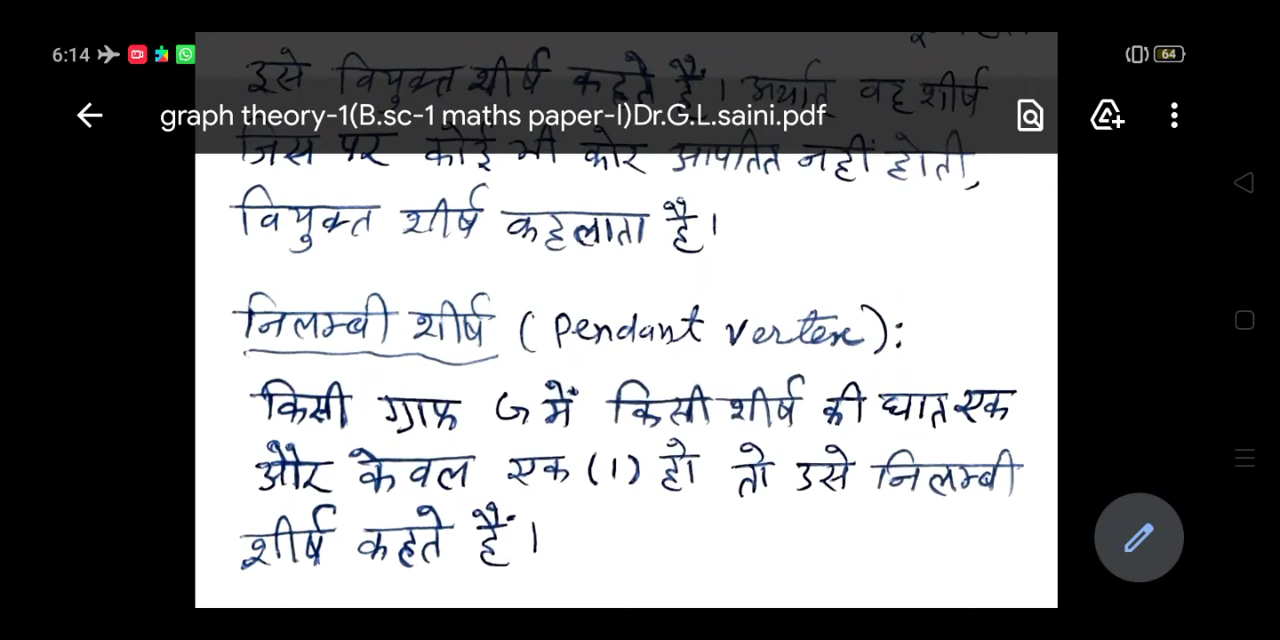 6:14
64
उसे वियुक्त शीर्ष कहते हैं। अर्थात् वह शीर्ष
graph theory-1(B.sc-1 maths paper-I)Dr.G.L.saini.pdf
जिस पर कोई भी कोर आपतित नहीं होती,
वियुक्त शीर्ष कहलाता है।
निलम्बी शीर्ष (Pendant vertex):
किसी ग्राफ G में किसी शीर्ष की घात एक
और केवल एक (1) हो तो उसे निलम्बी
शीर्ष कहते हैं।